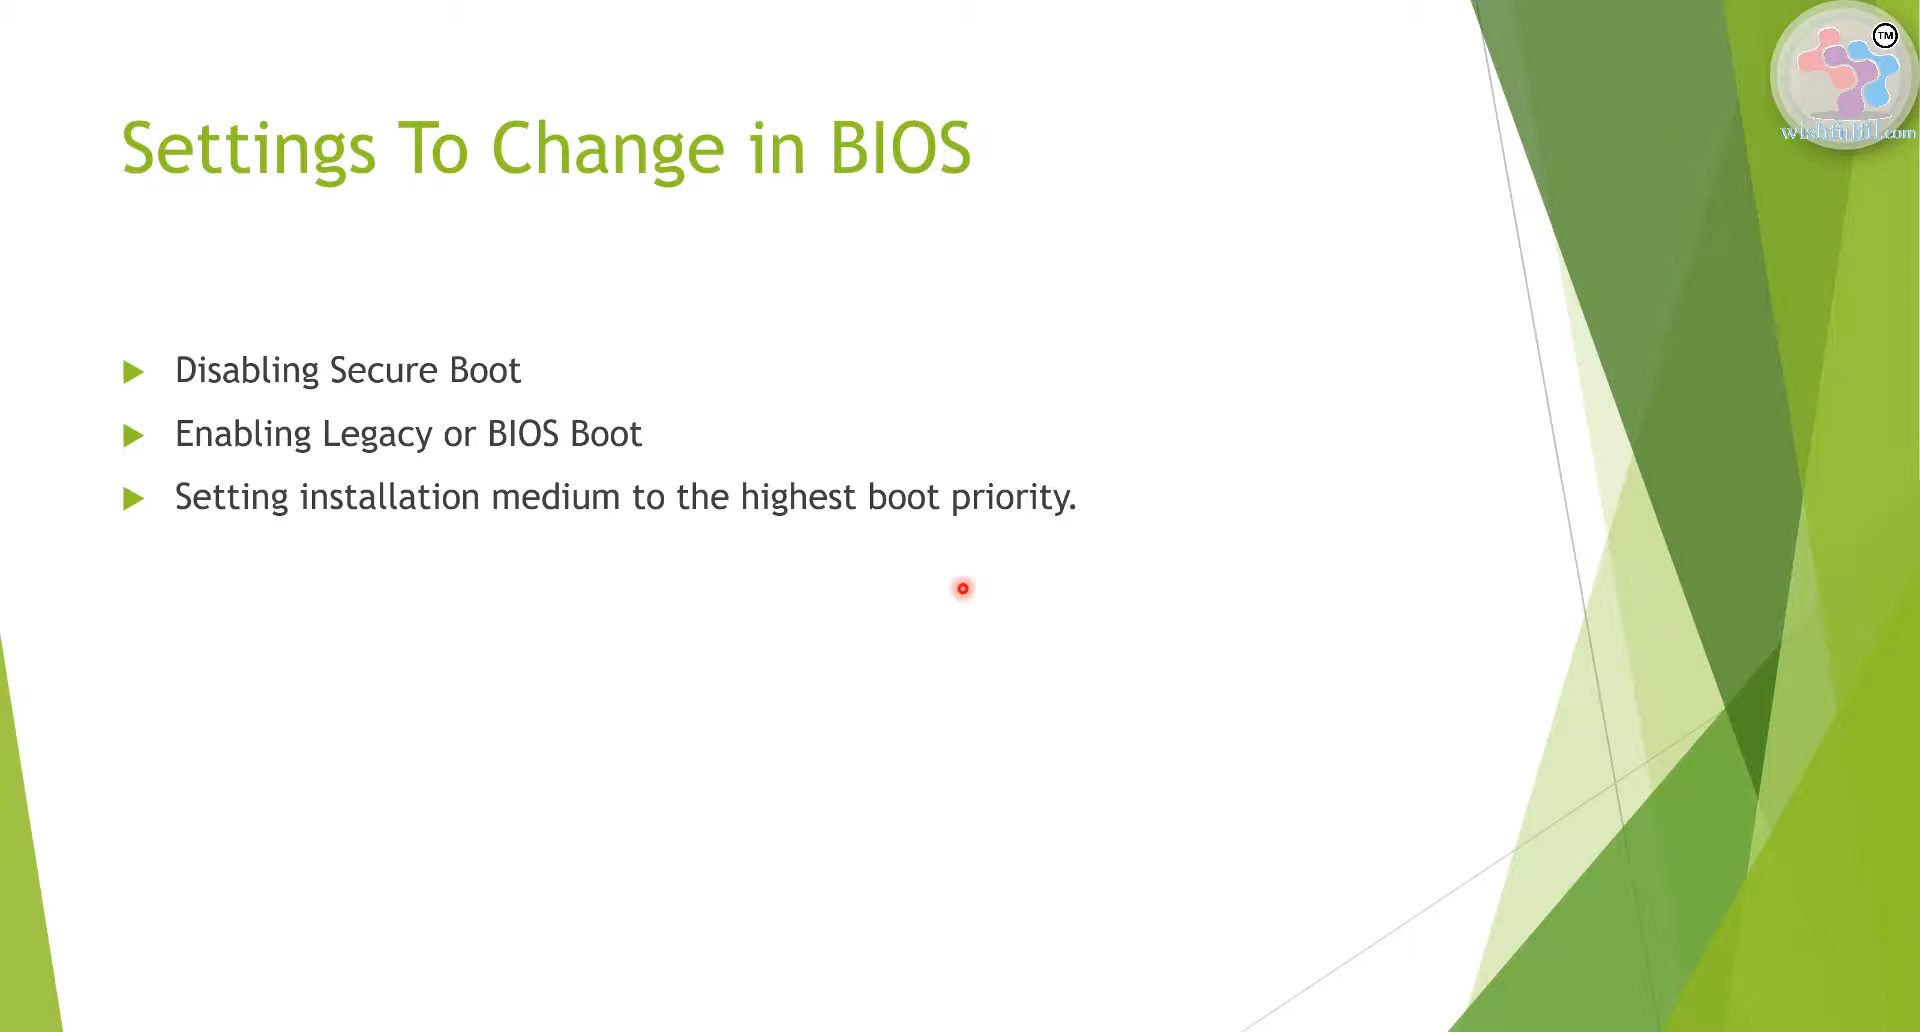 Settings To Change in BIOS
Disabling Secure Boot
Enabling Legacy or BIOS Boot
Setting installation medium to the highest boot priority.
TM
wishfulfil.com